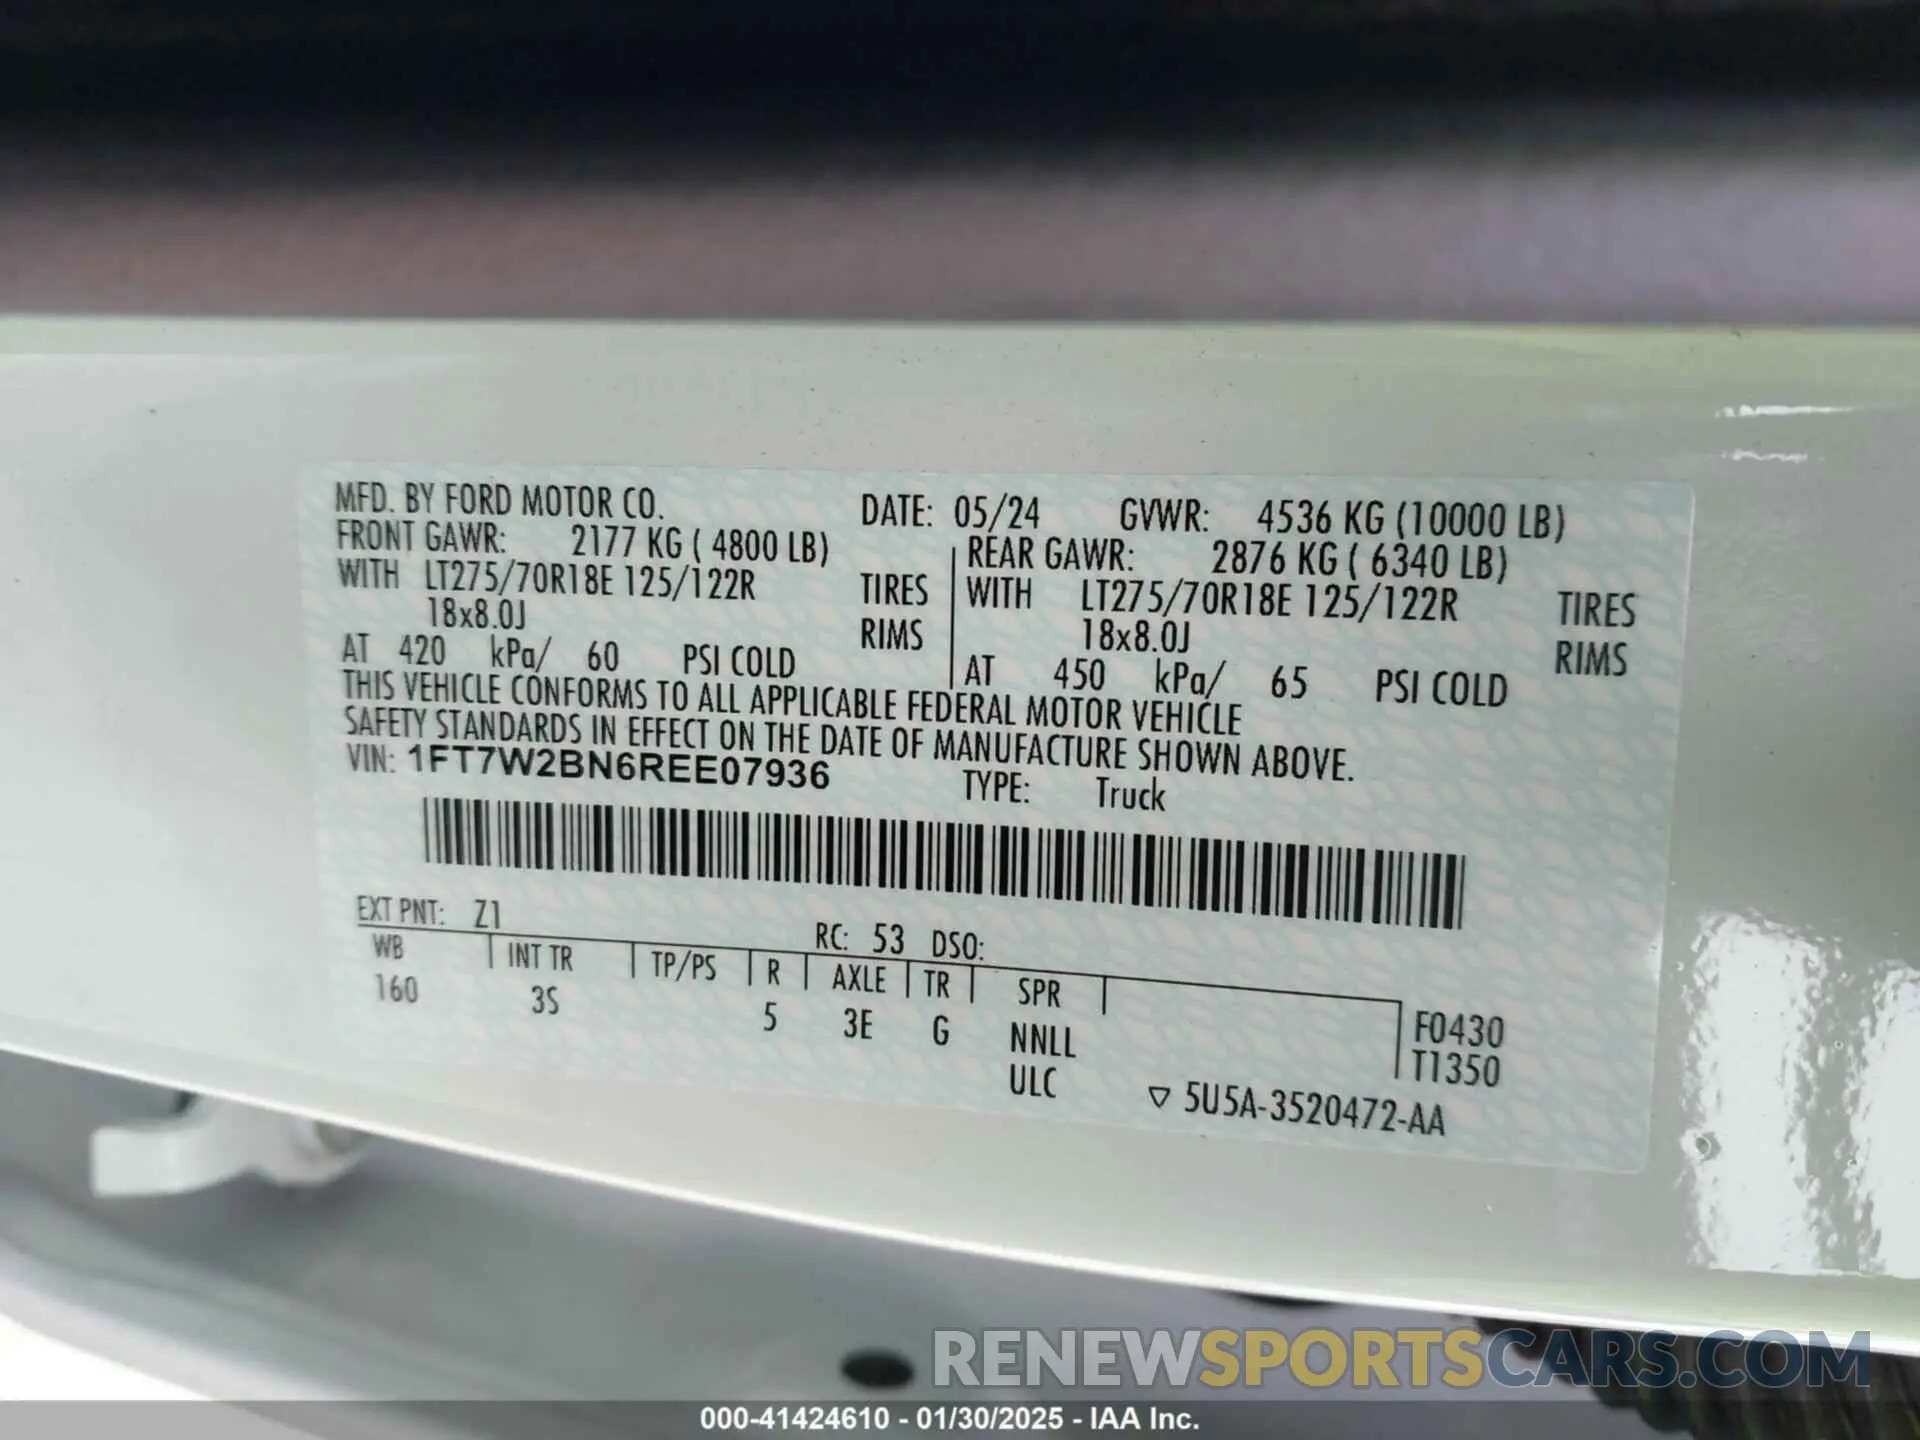 MFD. BY FORD MOTOR CO. DATE: 05/24 GVWR: 4536 KG (10000 LB)
FRONT GAWR: 2177 KG ( 4800 LB) REAR GAWR: 2876 KG ( 6340 LB)
WITH LT275/70R18E 125/122R TIRES WITH LT275/70R18E 125/122R TIRES
18x8.0J RIMS 18x8.0J RIMS
AT 420 kPa/ 60 PSI COLD AT 450 kPa/ 65 PSI COLD
THIS VEHICLE CONFORMS TO ALL APPLICABLE FEDERAL MOTOR VEHICLE
SAFETY STANDARDS IN EFFECT ON THE DATE OF MANUFACTURE SHOWN ABOVE.
VIN: 1FT7W2BN6REE07936 TYPE: Truck
EXT PNT: Z1 RC: 53 DSO:
WB INT TR TP/PS R AXLE TR SPR
160 3S 5 3E G NNLL F0430
ULC T1350
▽ 5U5A-3520472-AA
RENEWSPORTSCARS.COM
000-41424610 - 01/30/2025 - IAA Inc.